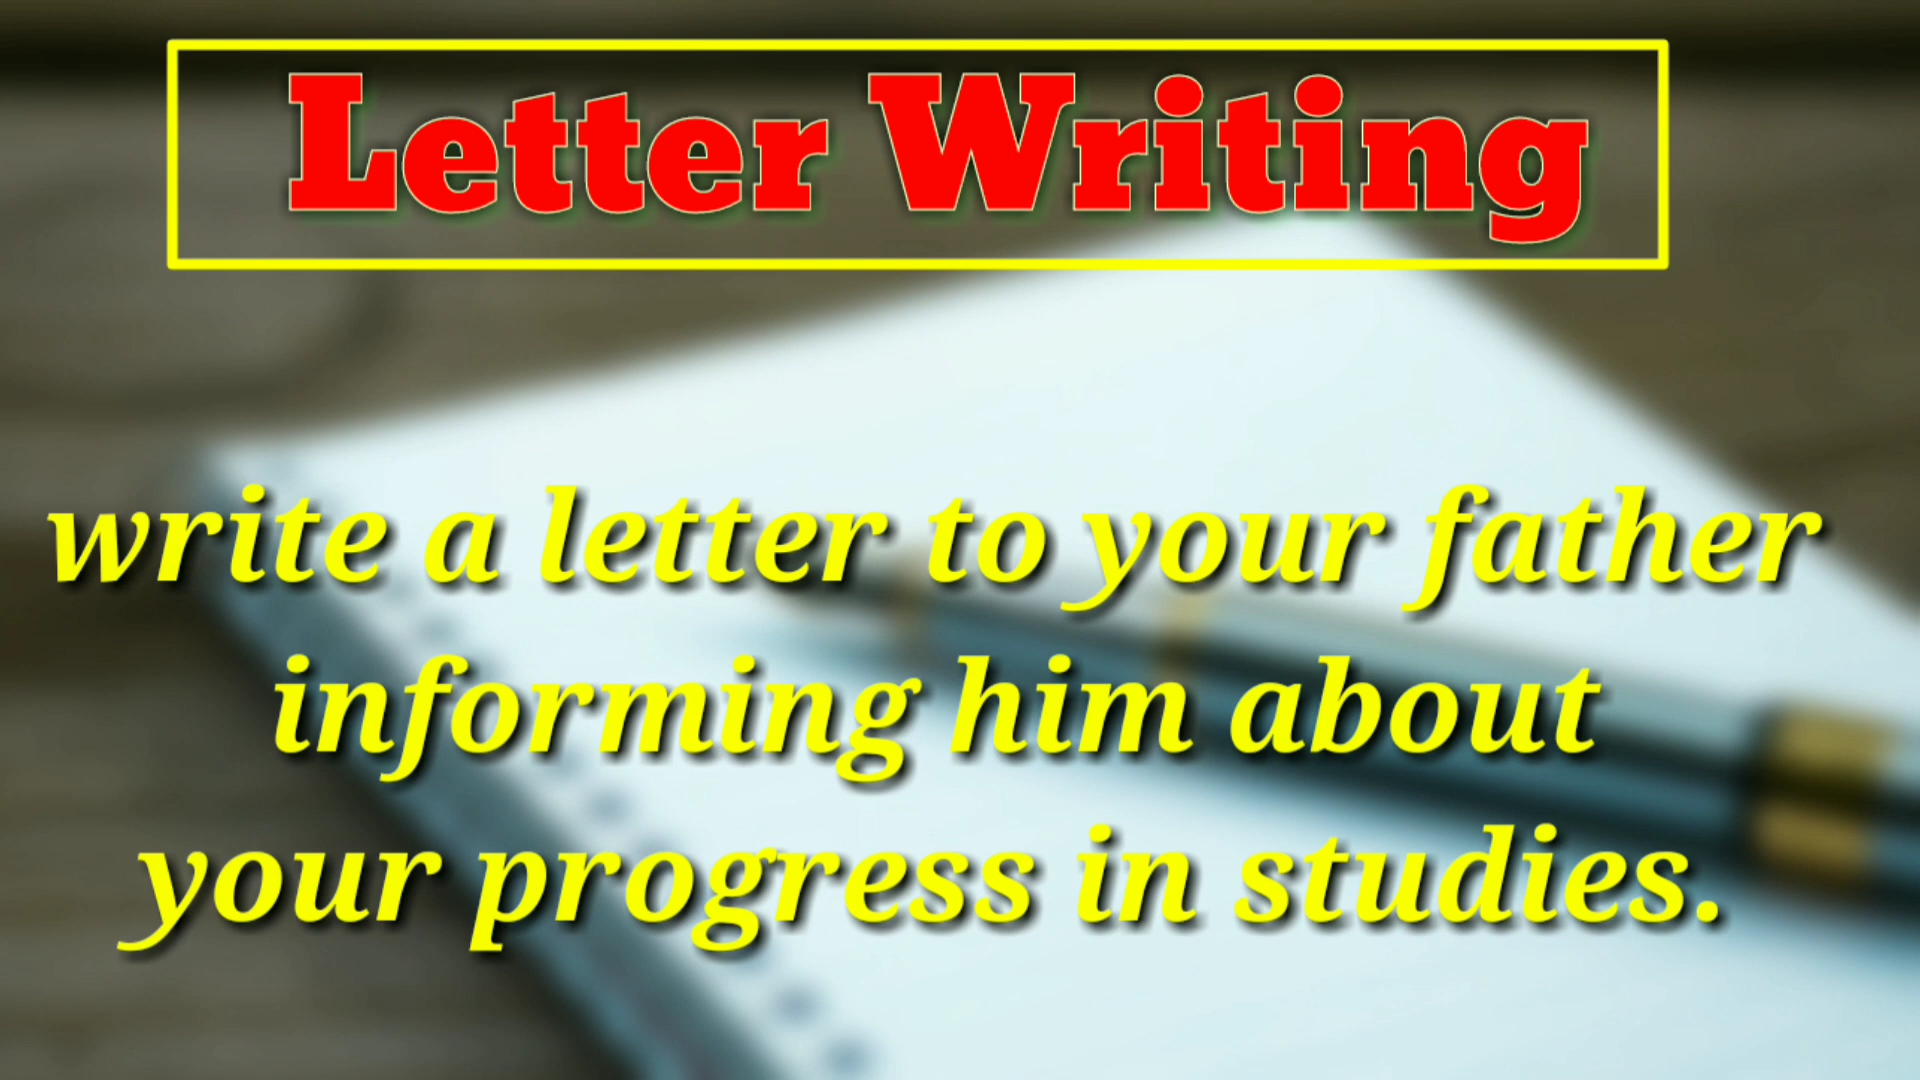 Letter Writing
write a letter to your father
informing him about
your progress in studies.